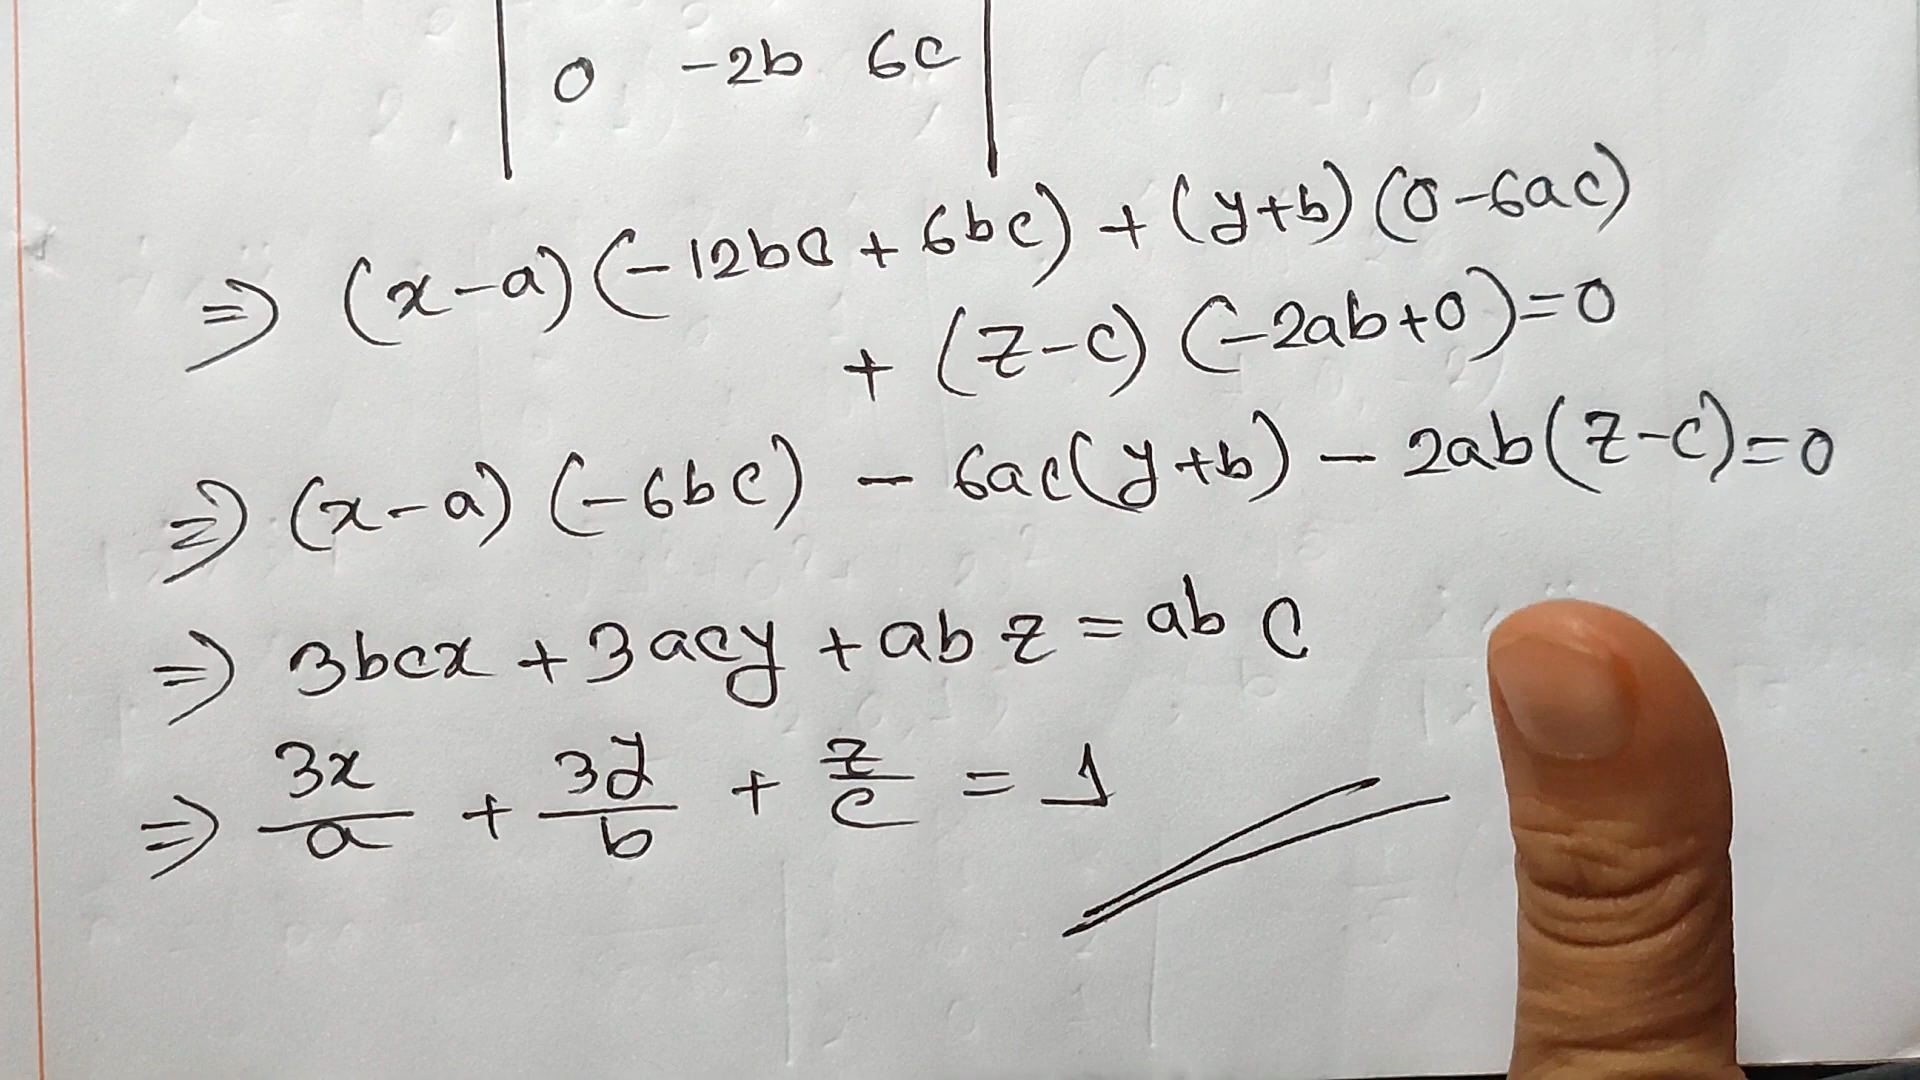 | 0 -2b 6c |
⇒ (x-a)(-12bc + 6bc) + (y+b)(0-6ac)
+ (z-c) (-2ab+0)=0
⇒ (x-a) (-6bc) - 6ac(y+b) - 2ab(z-c)=0
⇒ 3bcx + 3acy + abz = abc
⇒ 3x/a + 3y/b + z/c = 1